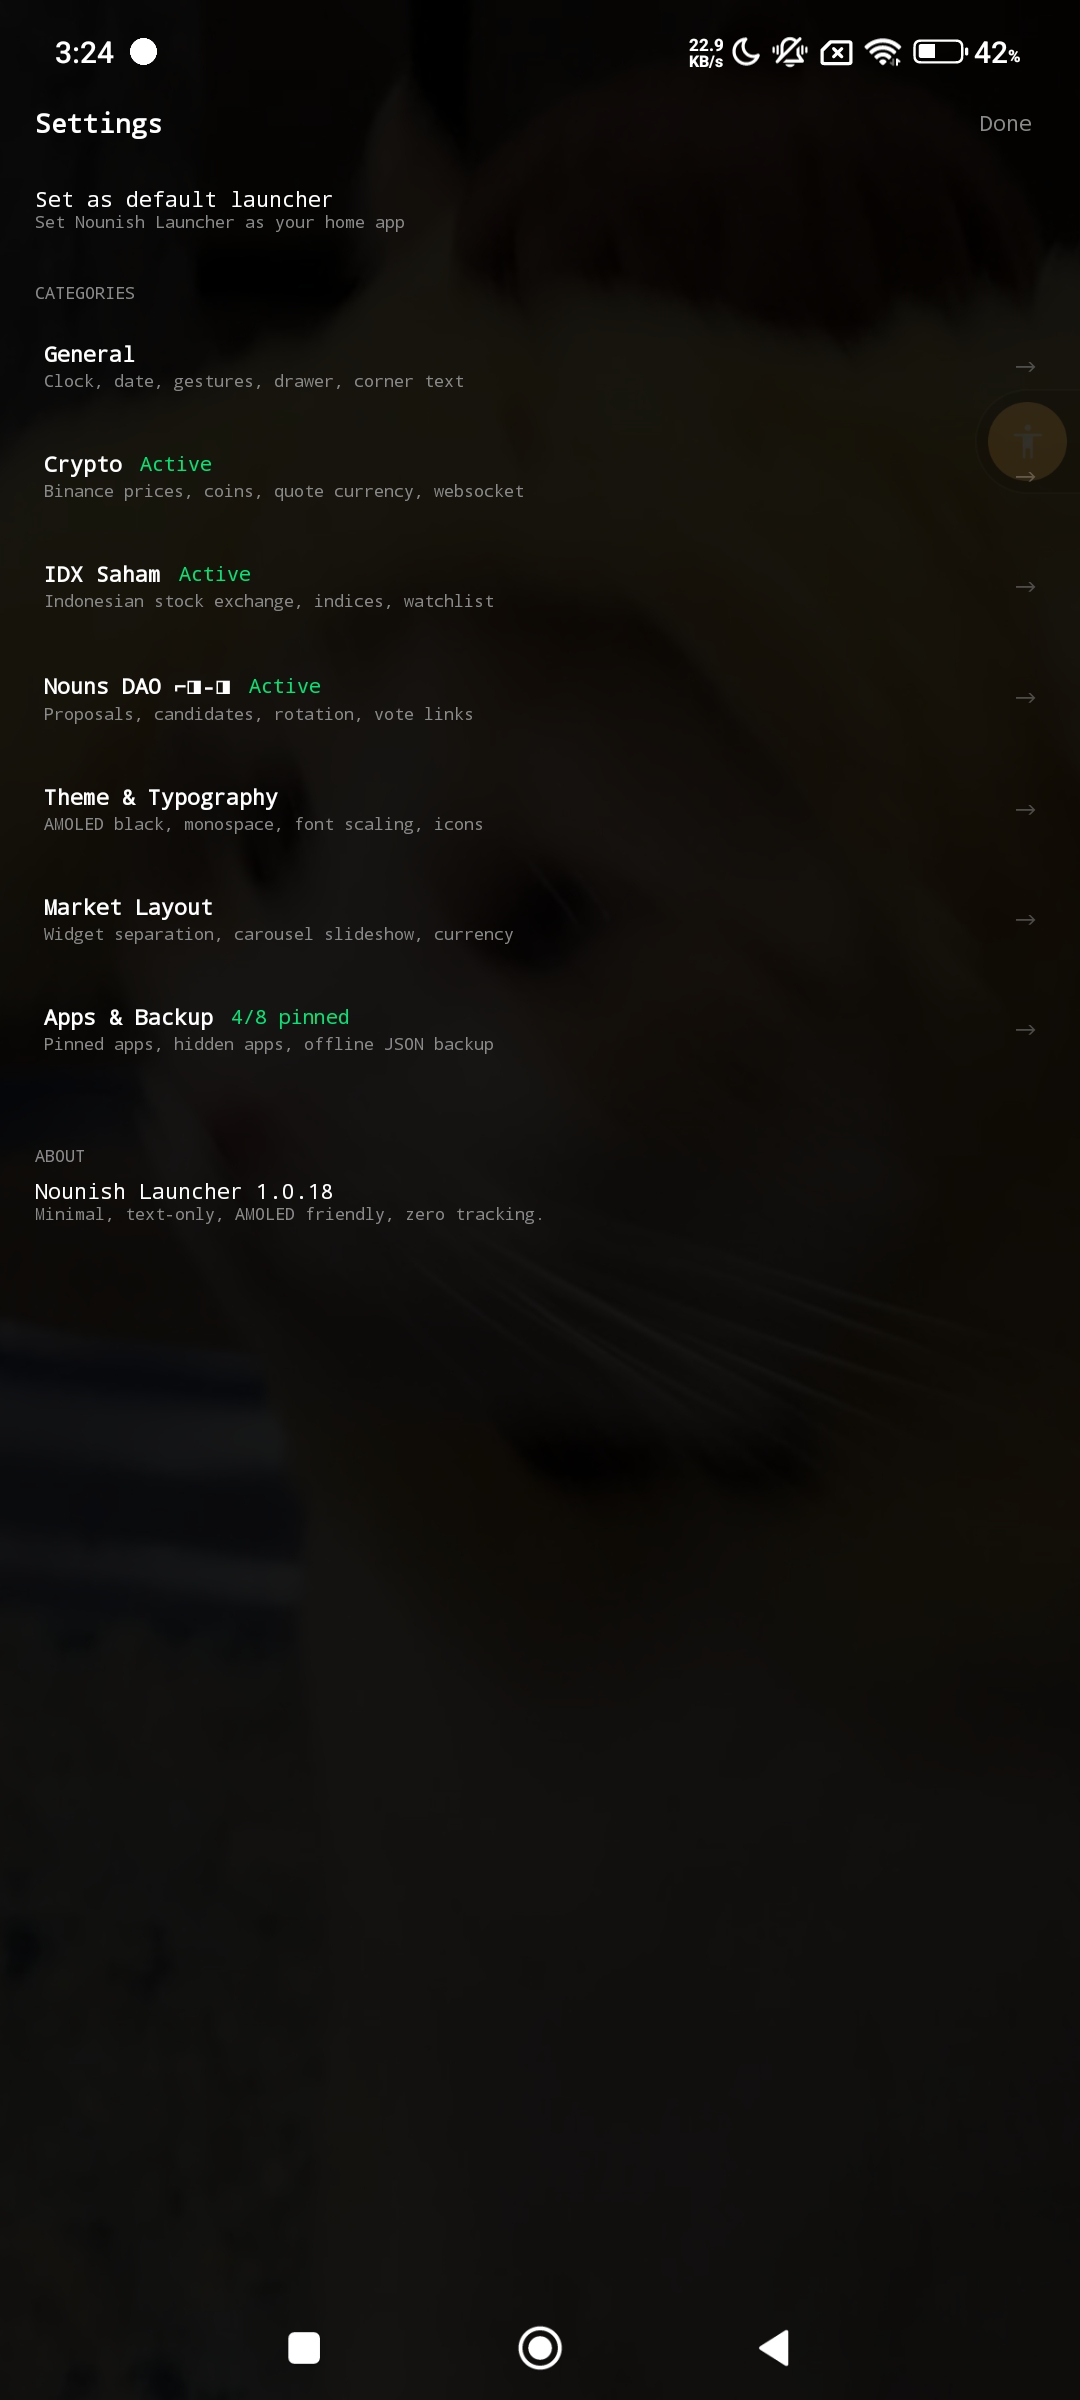 3:24
22.9
KB/s
42%
Settings
Done
Set as default launcher
Set Nounish Launcher as your home app
CATEGORIES
General
Clock, date, gestures, drawer, corner text
→
Crypto Active
Binance prices, coins, quote currency, websocket
→
IDX Saham Active
Indonesian stock exchange, indices, watchlist
→
Nouns DAO ⌐◨-◨ Active
Proposals, candidates, rotation, vote links
→
Theme & Typography
AMOLED black, monospace, font scaling, icons
→
Market Layout
Widget separation, carousel slideshow, currency
→
Apps & Backup 4/8 pinned
Pinned apps, hidden apps, offline JSON backup
→
ABOUT
Nounish Launcher 1.0.18
Minimal, text-only, AMOLED friendly, zero tracking.